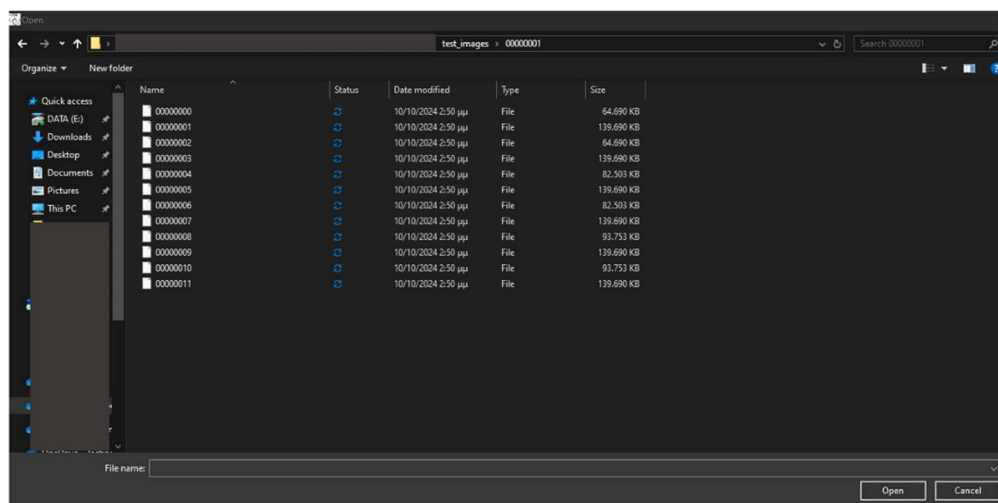 Open
test_images > 00000001
Search 00000001
Organize
New folder
Name Status Date modified Type Size
Quick access
DATA (E:)
Downloads
Desktop
Documents
Pictures
This PC
00000000 10/10/2024 2:50 μμ File 64.690 KB
00000001 10/10/2024 2:50 μμ File 139.690 KB
00000002 10/10/2024 2:50 μμ File 64.690 KB
00000003 10/10/2024 2:50 μμ File 139.690 KB
00000004 10/10/2024 2:50 μμ File 82.503 KB
00000005 10/10/2024 2:50 μμ File 139.690 KB
00000006 10/10/2024 2:50 μμ File 82.503 KB
00000007 10/10/2024 2:50 μμ File 139.690 KB
00000008 10/10/2024 2:50 μμ File 93.753 KB
00000009 10/10/2024 2:50 μμ File 139.690 KB
00000010 10/10/2024 2:50 μμ File 93.753 KB
00000011 10/10/2024 2:50 μμ File 139.690 KB
File name:
Open Cancel